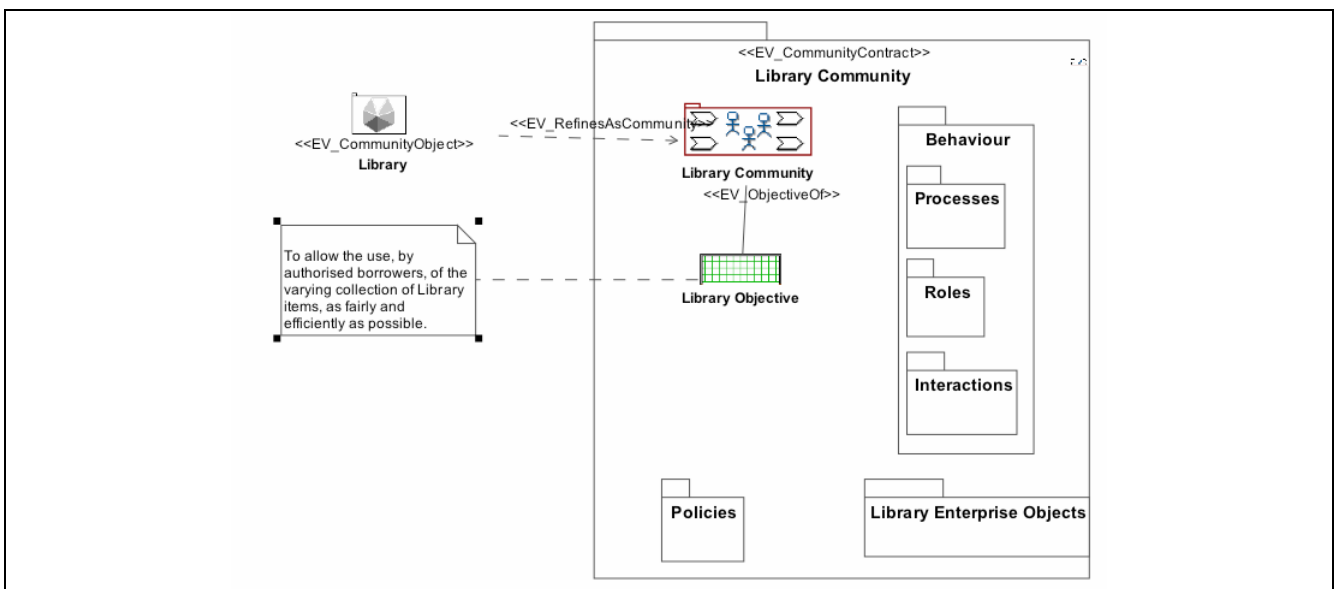 <<EV_CommunityContract>>
Library Community
<<EV_CommunityObject>>
Library
<<EV_RefinesAsCommunity>>
Library Community
<<EV_ObjectiveOf>>
Library Objective
To allow the use, by
authorised borrowers, of the
varying collection of Library
items, as fairly and
efficiently as possible.
Behaviour
Processes
Roles
Interactions
Policies
Library Enterprise Objects